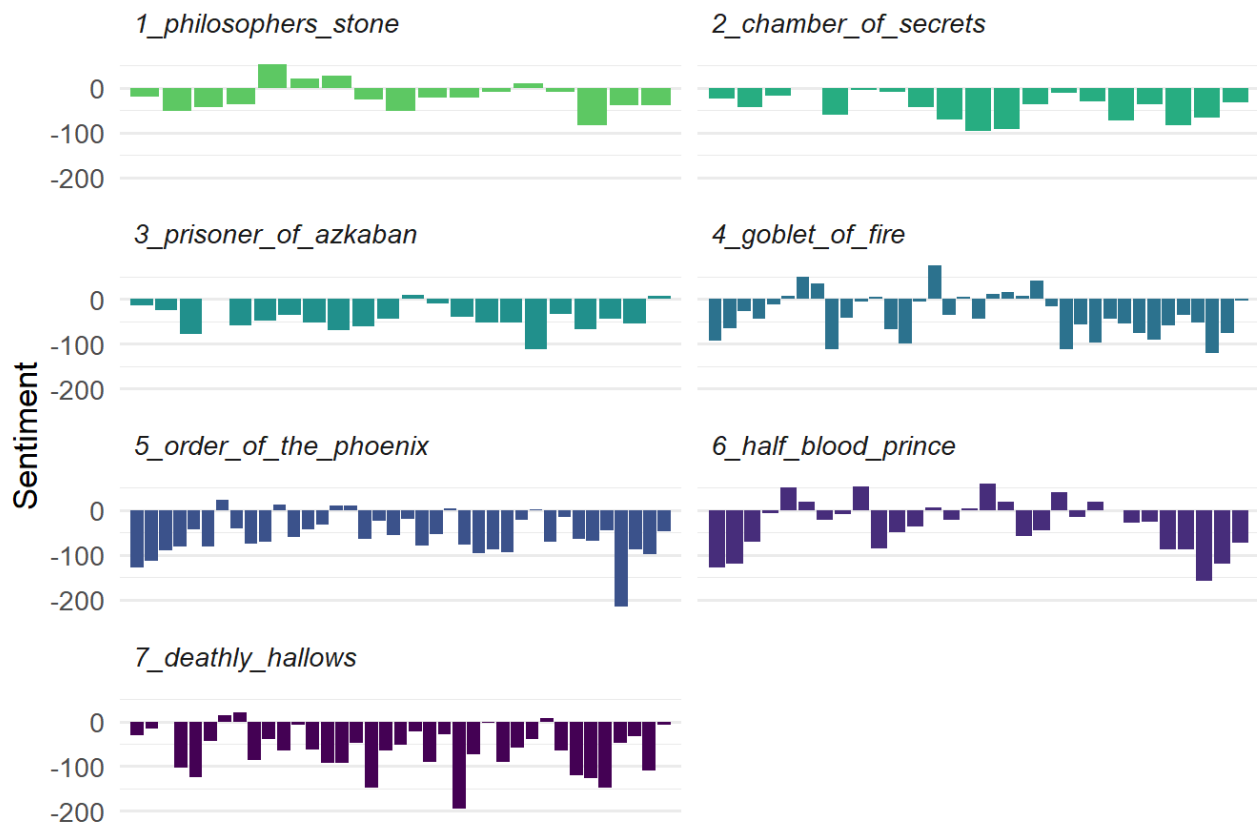 1_philosophers_stone
2_chamber_of_secrets
0
-100
-200
3_prisoner_of_azkaban
4_goblet_of_fire
0
-100
-200
Sentiment
5_order_of_the_phoenix
6_half_blood_prince
0
-100
-200
7_deathly_hallows
0
-100
-200